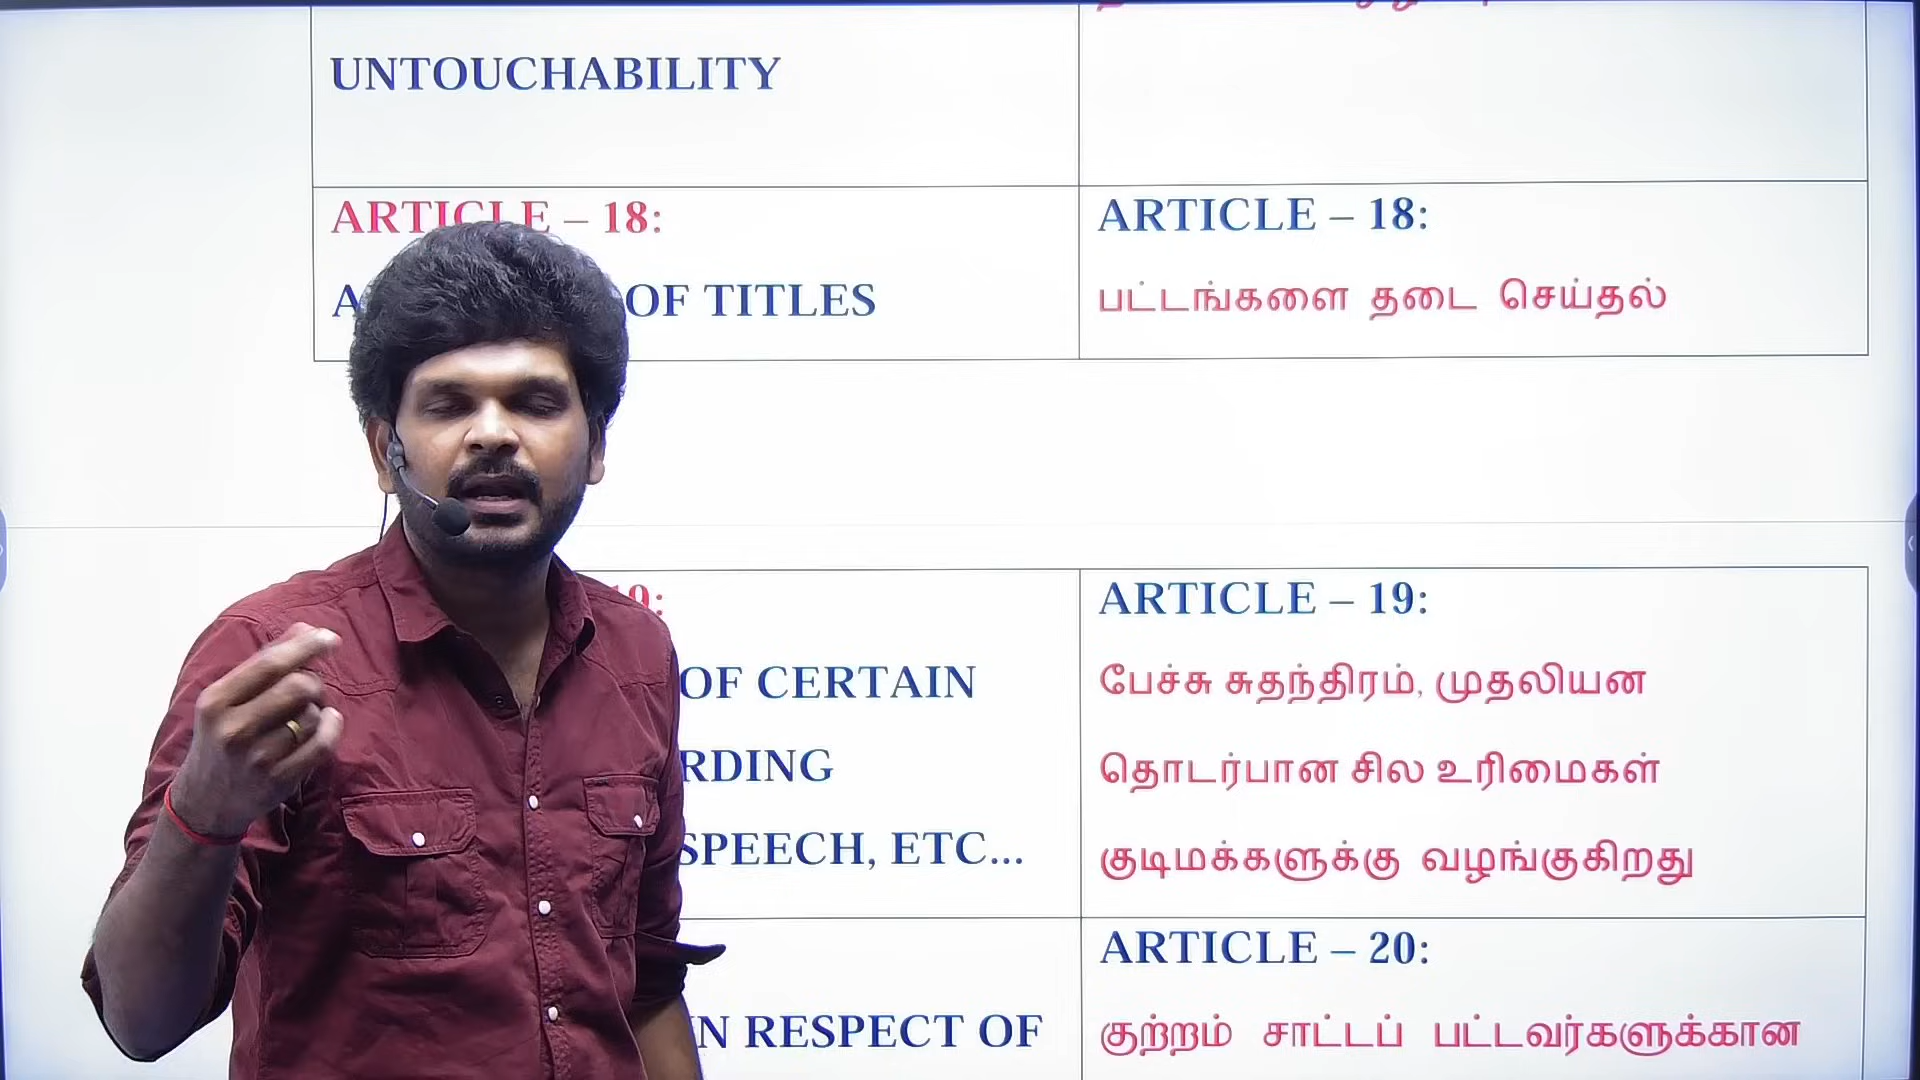 UNTOUCHABILITY
ARTICLE – 18:
OF TITLES
ARTICLE – 18:
பட்டங்களை தடை செய்தல்
19:
OF CERTAIN
RDING
SPEECH, ETC...
ARTICLE – 19:
பேச்சு சுதந்திரம், முதலியன
தொடர்பான சில உரிமைகள்
குடிமக்களுக்கு வழங்குகிறது
N RESPECT OF
ARTICLE – 20:
குற்றம் சாட்டப் பட்டவர்களுக்கான